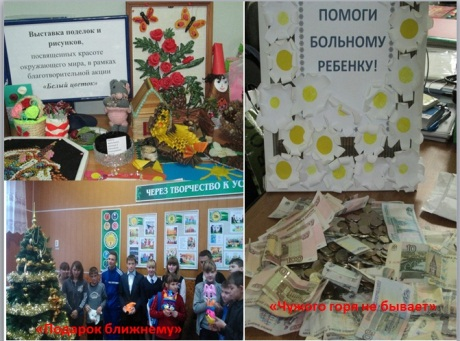 Выставка поделок и
рисунков,
посвященных красоте
окружающего мира, в рамках
благотворительной акции
«Белый цветок»
ПОМОГИ
БОЛЬНОМУ
РЕБЕНКУ!
ЧЕРЕЗ ТВОРЧЕСТВО К УС
«Подарок ближнему»
«Чужого горя не бывает»